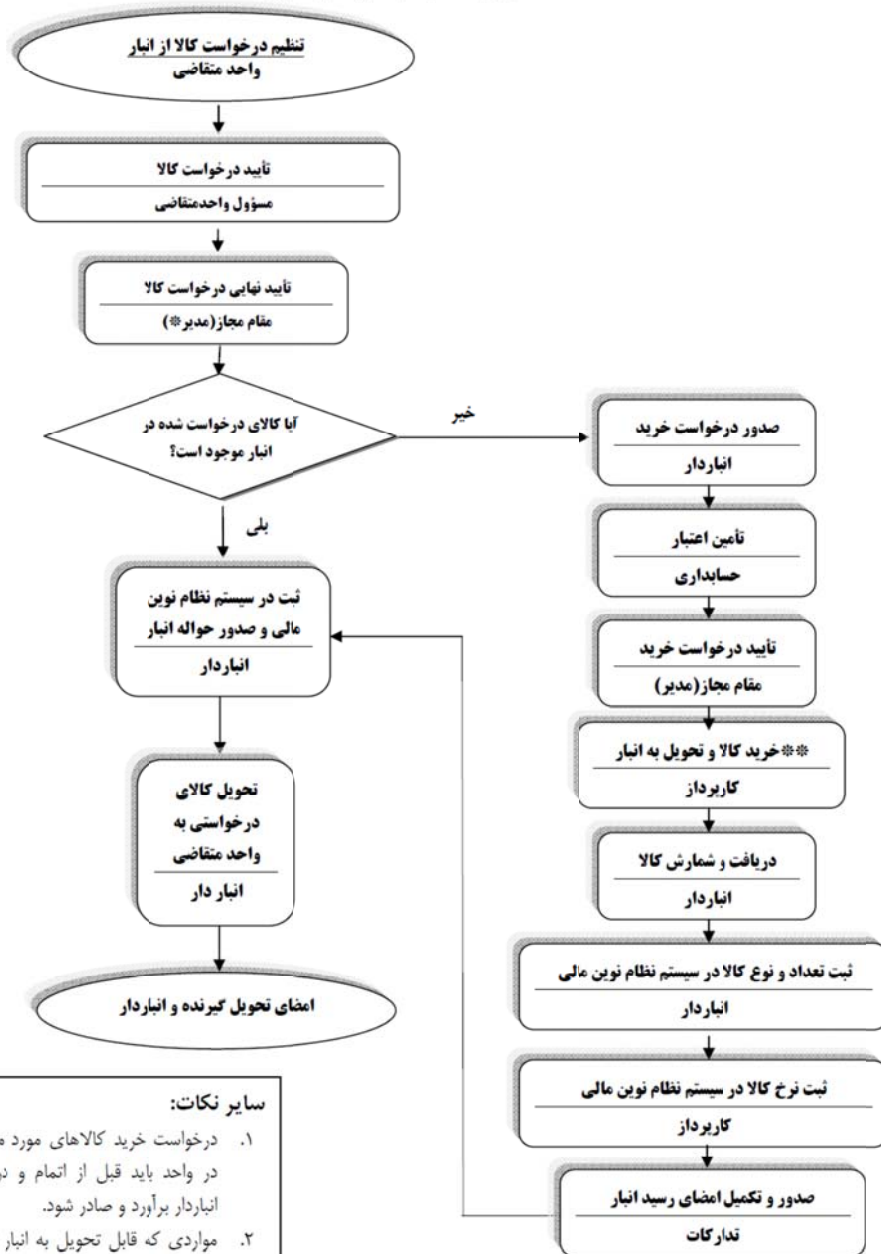 تنظیم درخواست کالا از انبار
واحد متقاضی
تأیید درخواست کالا
مسؤول واحدمتقاضی
تأیید نهایی درخواست کالا
مقام مجاز(مدیر*)
آیا کالای درخواست شده در
انبار موجود است؟
خیر
بلی
ثبت در سیستم نظام نوین
مالی و صدور حواله انبار
انباردار
تحویل کالای
درخواستی به
واحد متقاضی
انبار دار
امضای تحویل گیرنده و انباردار
صدور درخواست خرید
انباردار
تأمین اعتبار
حسابداری
تأیید درخواست خرید
مقام مجاز(مدیر)
**خرید کالا و تحویل به انبار
کارپرداز
دریافت و شمارش کالا
انباردار
ثبت تعداد و نوع کالا در سیستم نظام نوین مالی
انباردار
ثبت نرخ کالا در سیستم نظام نوین مالی
کارپرداز
صدور و تکمیل امضای رسید انبار
تدارکات
سایر نکات:
۱. درخواست خرید کالاهای مورد
در واحد باید قبل از اتمام و
انباردار برآورد و صادر شود.
۲. مواردی که قابل تحویل به انبار